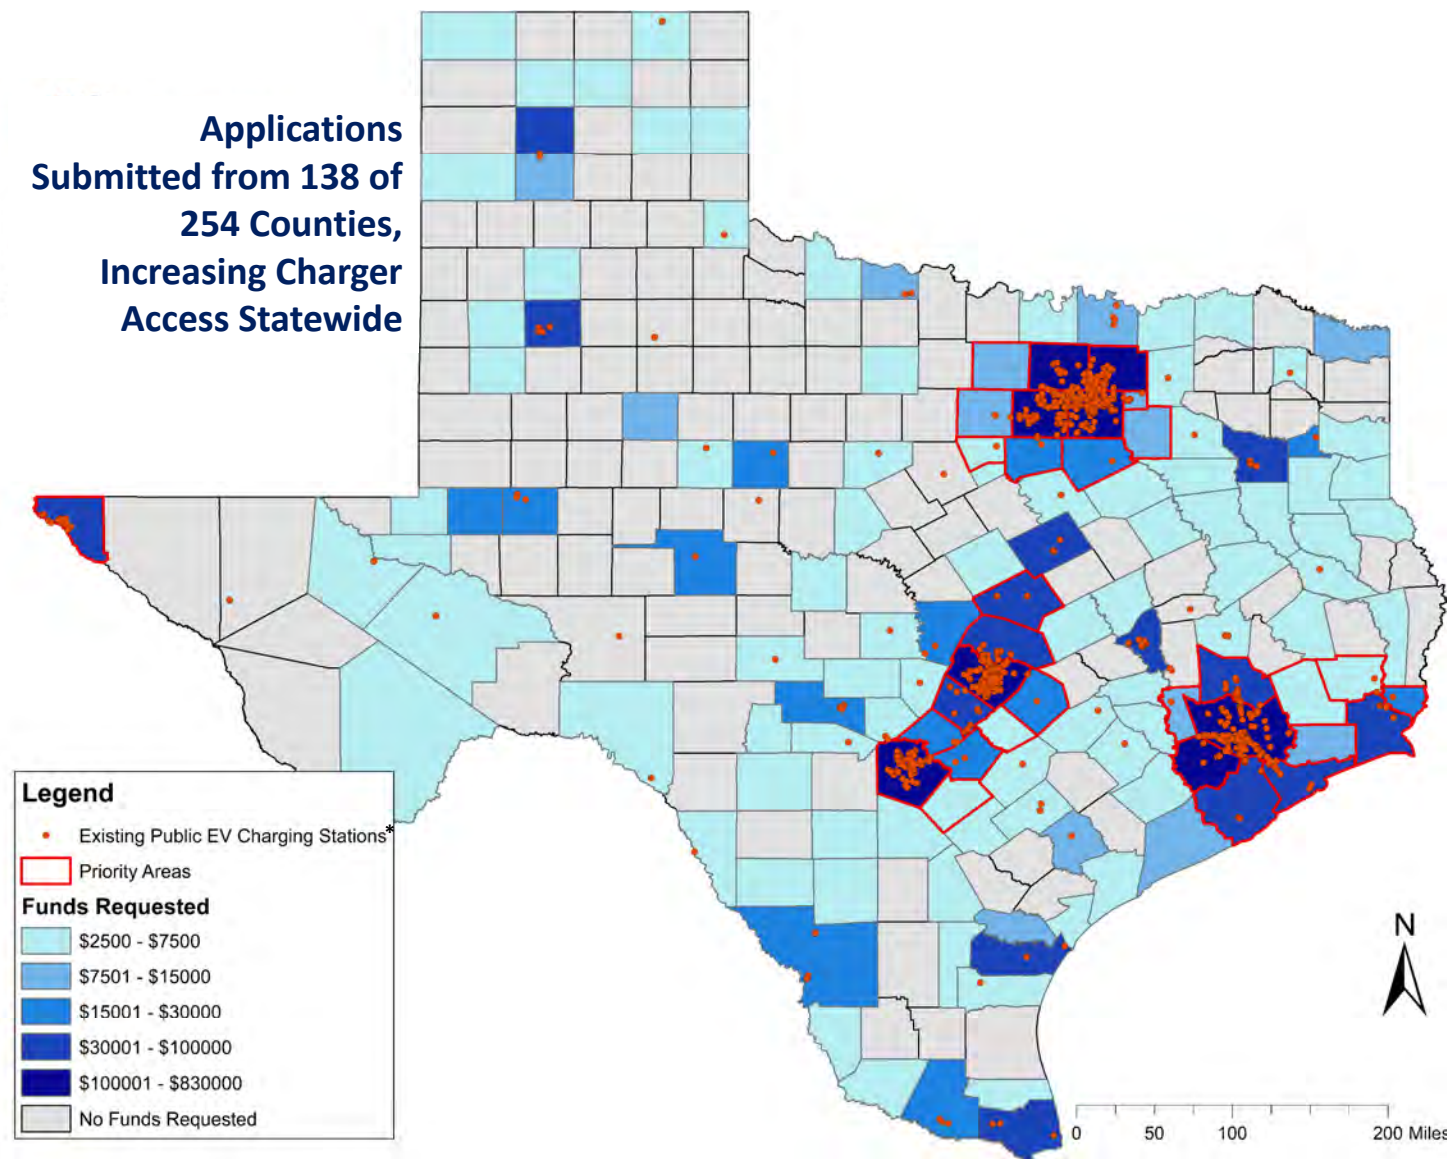 Applications
Submitted from 138 of
254 Counties,
Increasing Charger
Access Statewide
Legend
Existing Public EV Charging Stations*
Priority Areas
Funds Requested
$2500 - $7500
$7501 - $15000
$15001 - $30000
$30001 - $100000
$100001 - $830000
No Funds Requested
N
0 50 100 200 Miles